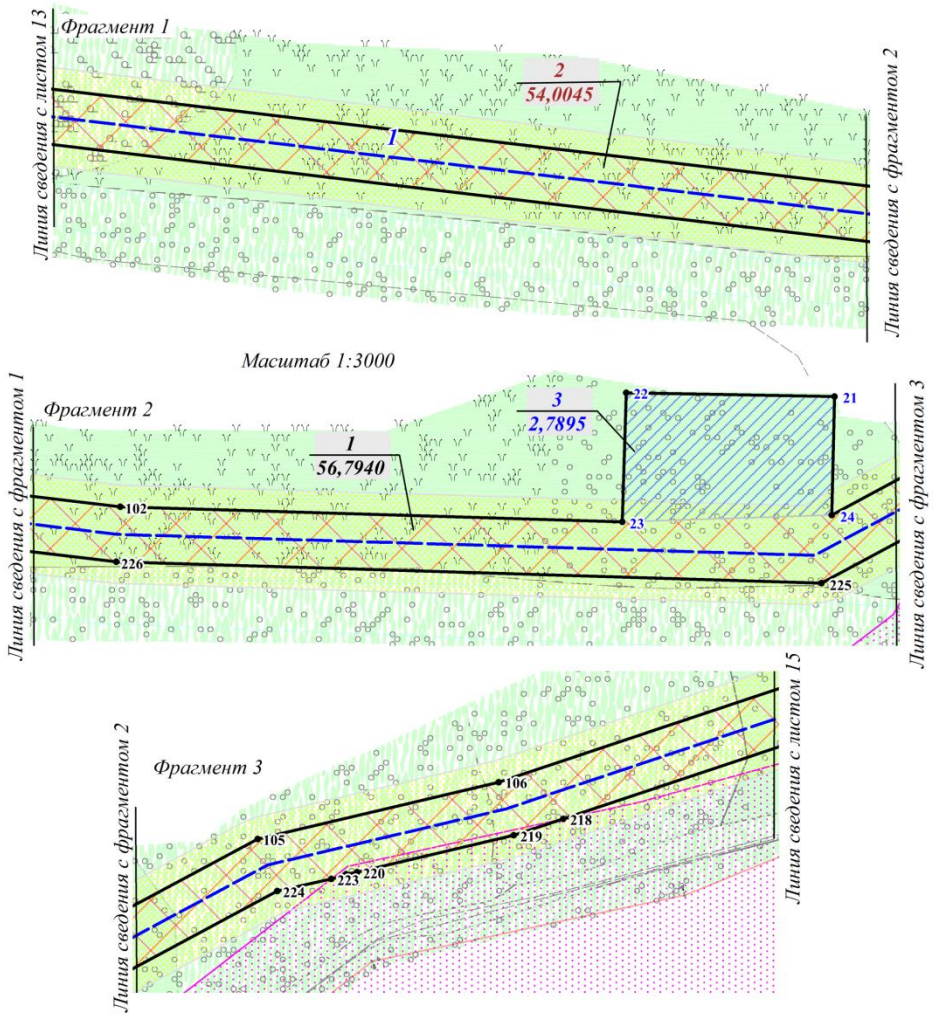 Фрагмент 1
Линия сведения с листом 13
2
54,0045
1
Линия сведения с фрагментом 2
Масштаб 1:3000
Фрагмент 2
Линия сведения с фрагментом 1
1
56,7940
3
2,7895
22
21
102
23
24
226
225
Линия сведения с фрагментом 3
Фрагмент 3
Линия сведения с фрагментом 2
106
105
218
219
220
223
224
Линия сведения с листом 15